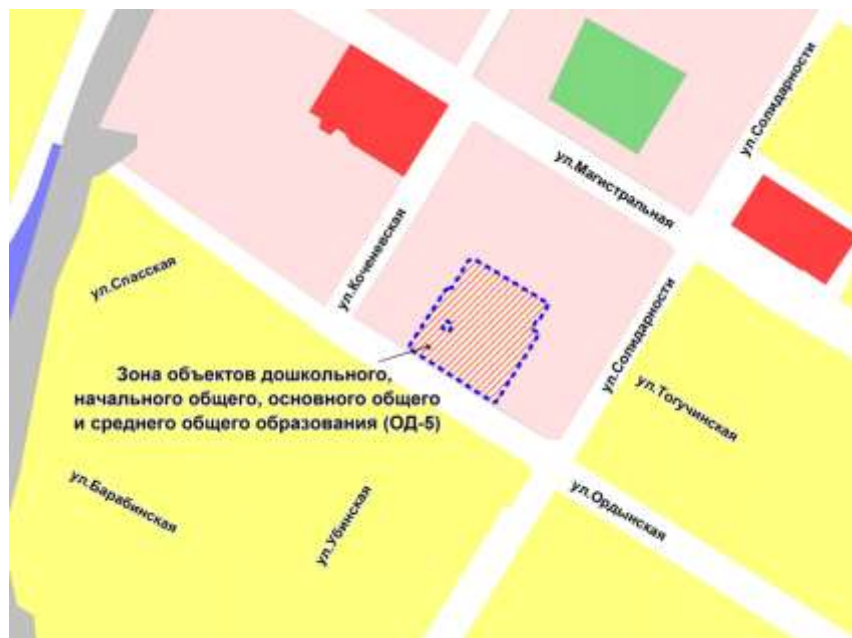 ул.Солидарности
ул.Магистральная
ул.Коченевская
ул.Спасская
ул.Солидарности
Зона объектов дошкольного,
начального общего, основного общего
и среднего общего образования (ОД-5)
ул.Тогучинская
ул.Барабинская
ул.Убинская
ул.Ордынская